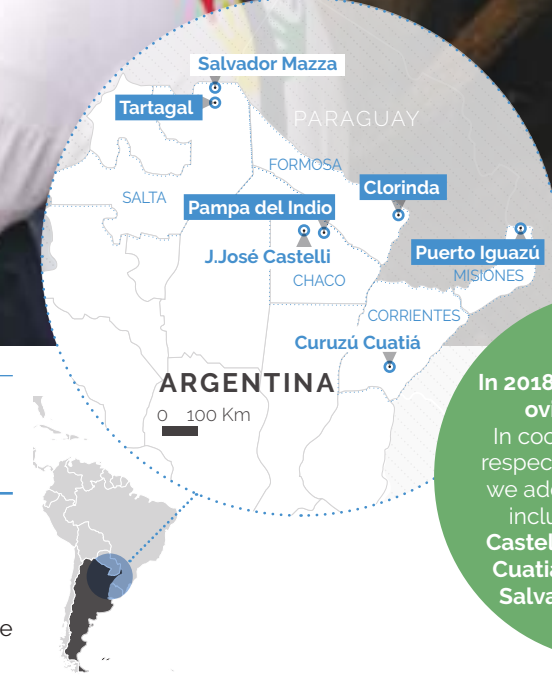 Salvador Mazza
Tartagal
PARAGUAY
FORMOSA
SALTA
Clorinda
Pampa del Indio
J.José Castelli
Puerto Iguazú
CHACO
MISIONES
CORRIENTES
Curuzú Cuatiá
ARGENTINA
0 100 Km
In 2018
ovi
In coo
respec
we ad
inclu
Castel
Cuatia
Salva
e